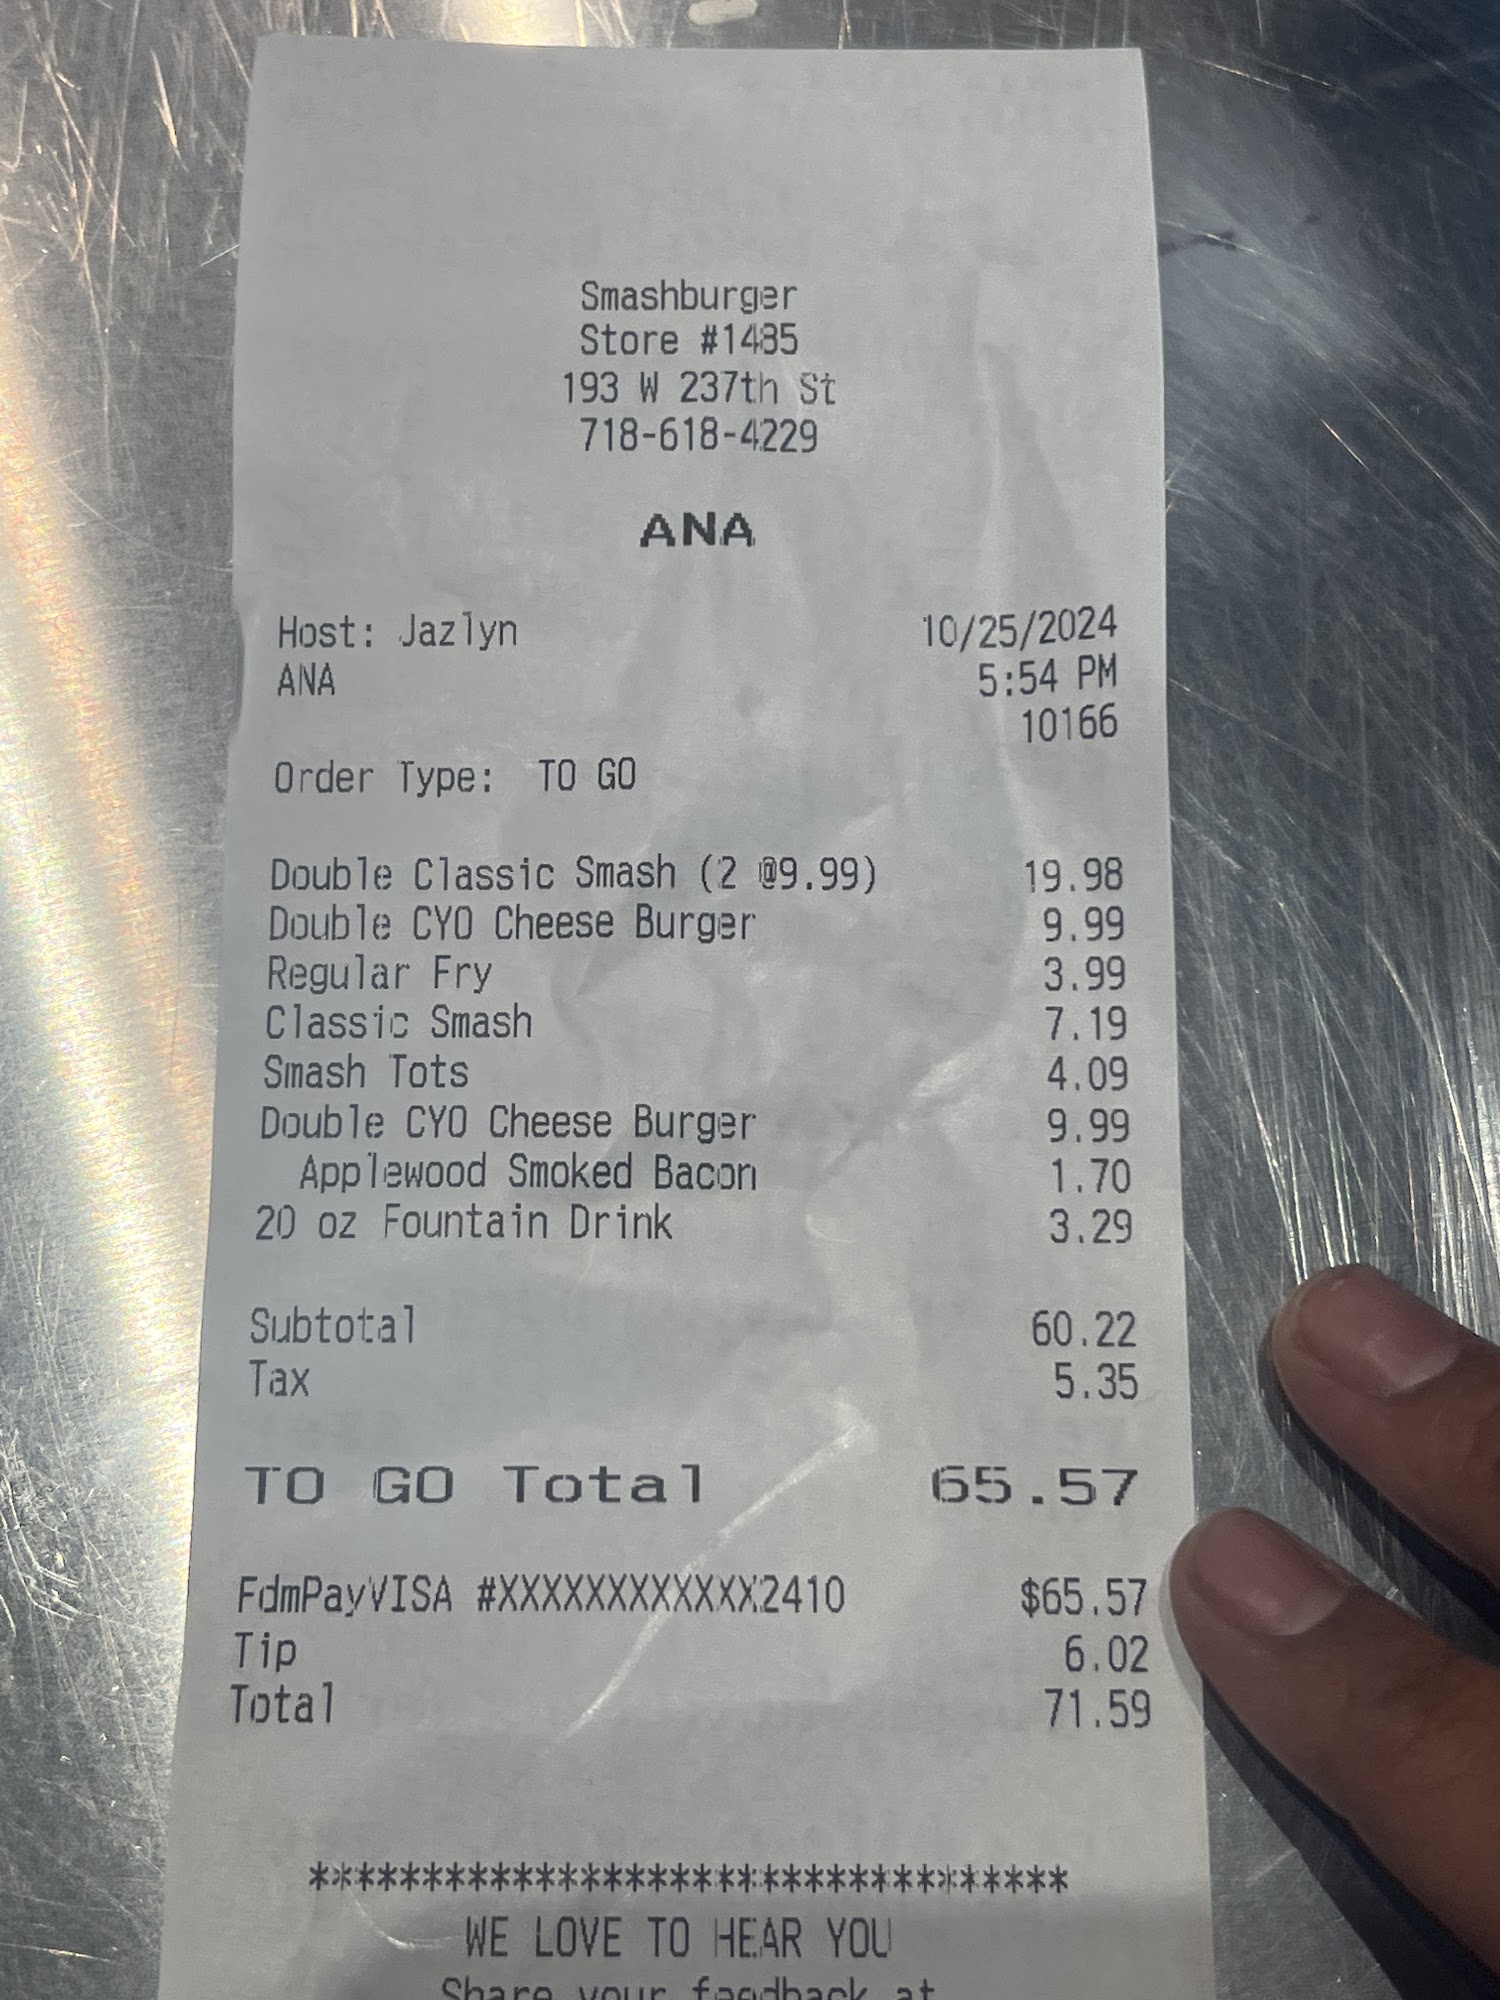 Smashburger
Store #1485
193 W 237th St
718-618-4229
ANA
Host: Jazlyn 10/25/2024
ANA 5:54 PM
10166
Order Type: TO GO
Double Classic Smash (2 @9.99) 19.98
Double CYO Cheese Burger 9.99
Regular Fry 3.99
Classic Smash 7.19
Smash Tots 4.09
Double CYO Cheese Burger 9.99
Applewood Smoked Bacon 1.70
20 oz Fountain Drink 3.29
Subtotal 60.22
Tax 5.35
TO GO Total 65.57
FdmPayVISA #XXXXXXXXXXXX2410 $65.57
Tip 6.02
Total 71.59
*********************************
WE LOVE TO HEAR YOU
Share your feedback at